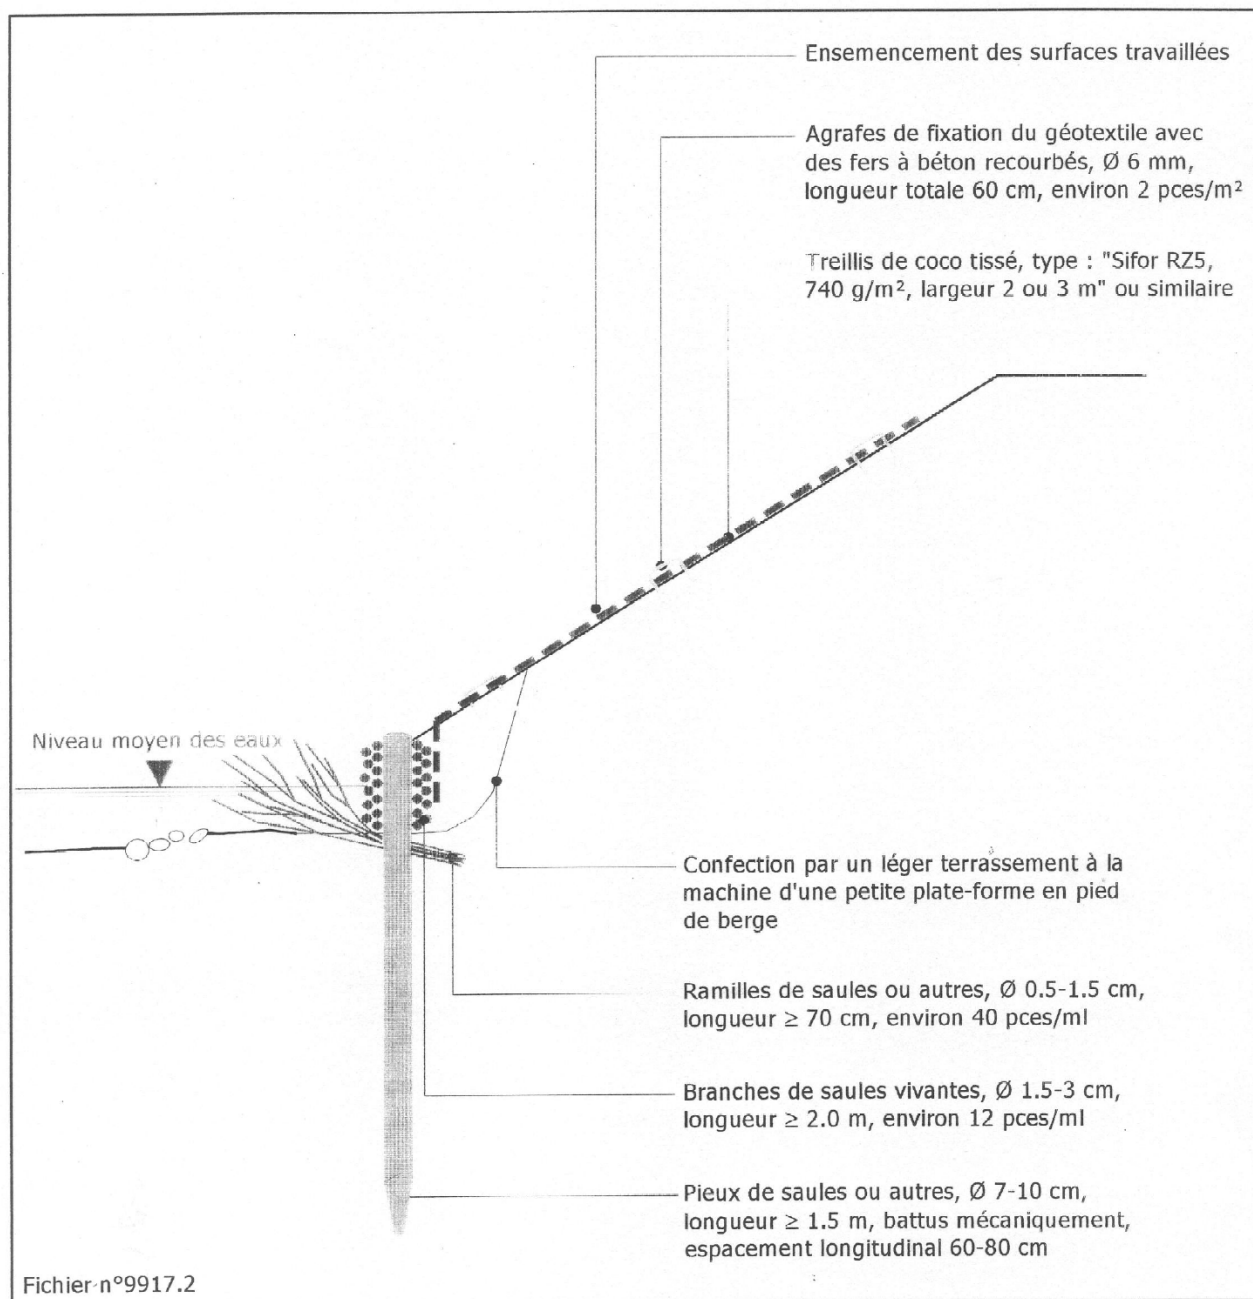 Ensemencement des surfaces travaillées
Agrafes de fixation du géotextile avec
des fers à béton recourbés, Ø 6 mm,
longueur totale 60 cm, environ 2 pces/m²
Treillis de coco tissé, type : "Sifor RZ5,
740 g/m², largeur 2 ou 3 m" ou similaire
Niveau moyen des eaux
Confection par un léger terrassement à la
machine d'une petite plate-forme en pied
de berge
Ramilles de saules ou autres, Ø 0.5-1.5 cm,
longueur ≥ 70 cm, environ 40 pces/ml
Branches de saules vivantes, Ø 1.5-3 cm,
longueur ≥ 2.0 m, environ 12 pces/ml
Pieux de saules ou autres, Ø 7-10 cm,
longueur ≥ 1.5 m, battus mécaniquement,
espacement longitudinal 60-80 cm
Fichier n°9917.2